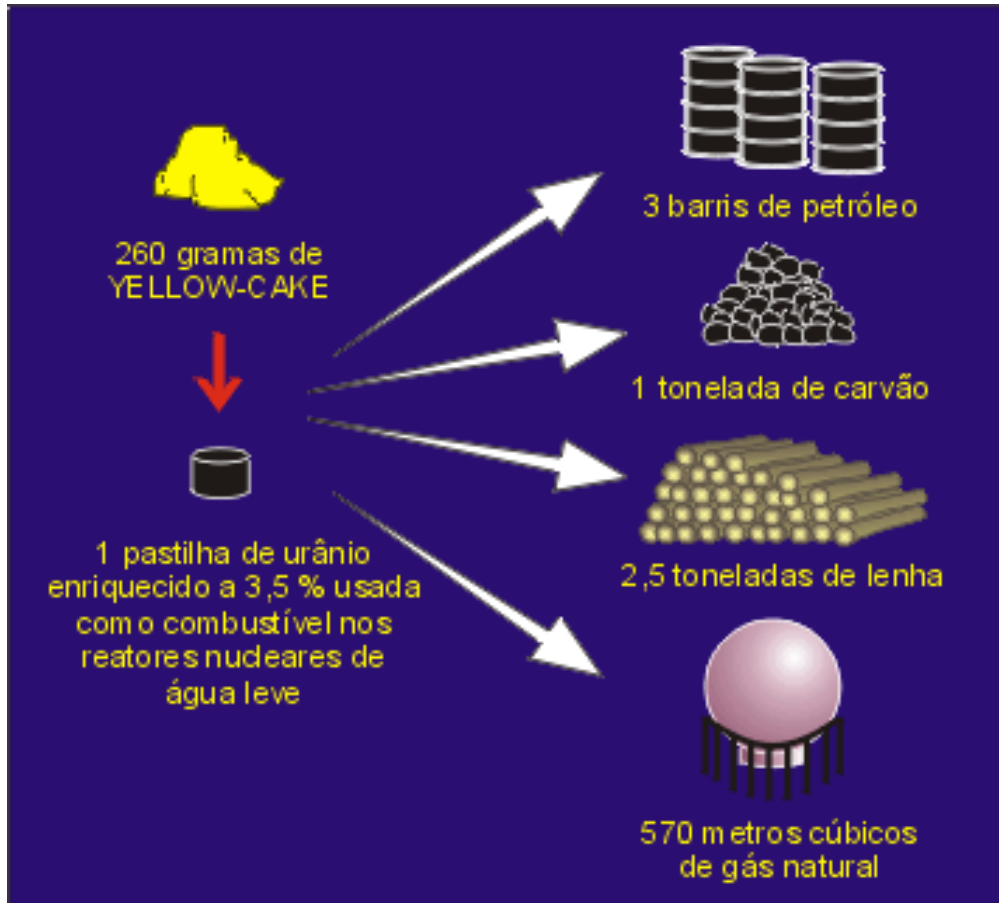 260 gramas de
YELLOW-CAKE
1 pastilha de urânio
enriquecido a 3,5 % usada
como combustível nos
reatores nucleares de
água leve
3 barris de petróleo
1 tonelada de carvão
2,5 toneladas de lenha
570 metros cúbicos
de gás natural